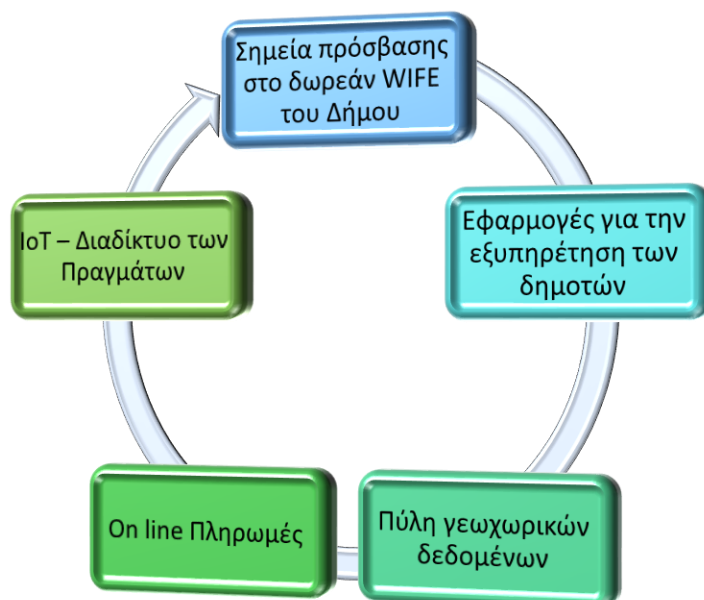 Σημεία πρόσβασης
στο δωρεάν WIFE
του Δήμου
Εφαρμογές για την
εξυπηρέτηση των
δημοτών
Πύλη γεωχωρικών
δεδομένων
On line Πληρωμές
IoT – Διαδίκτυο των
Πραγμάτων